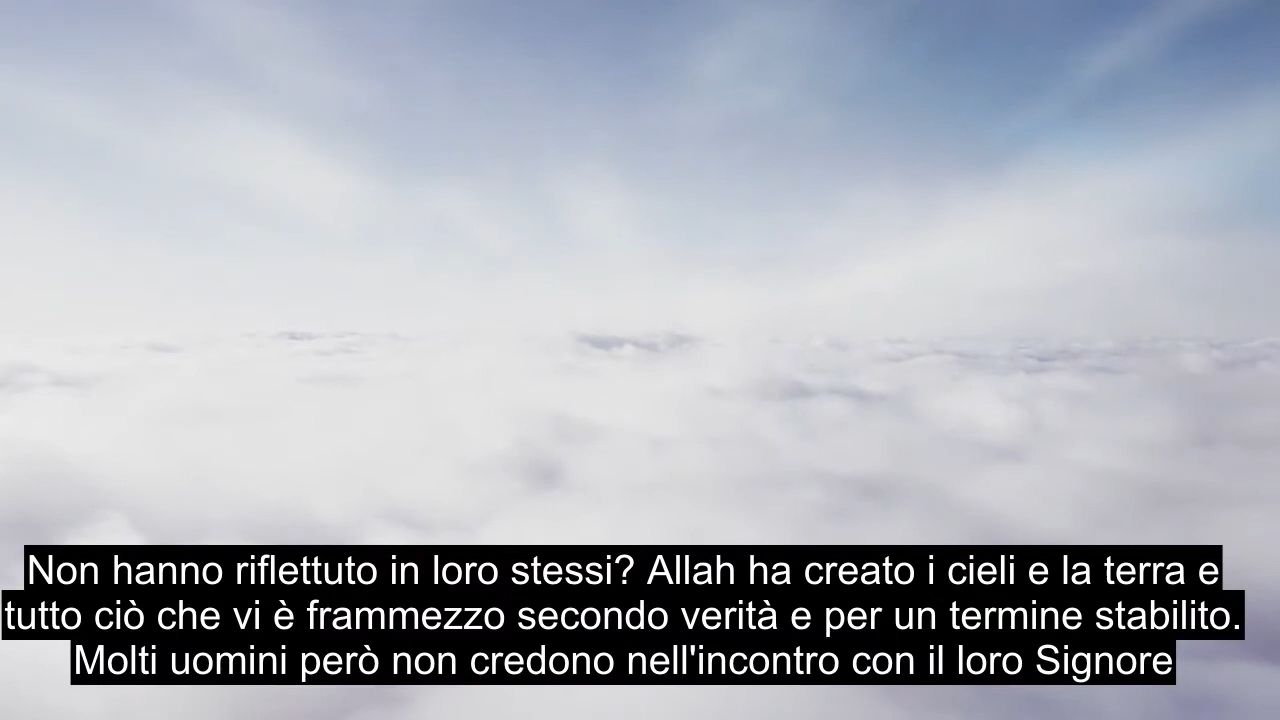 Non hanno riflettuto in loro stessi? Allah ha creato i cieli e la terra e
tutto ciò che vi è frammezzo secondo verità e per un termine stabilito.
Molti uomini però non credono nell'incontro con il loro Signore